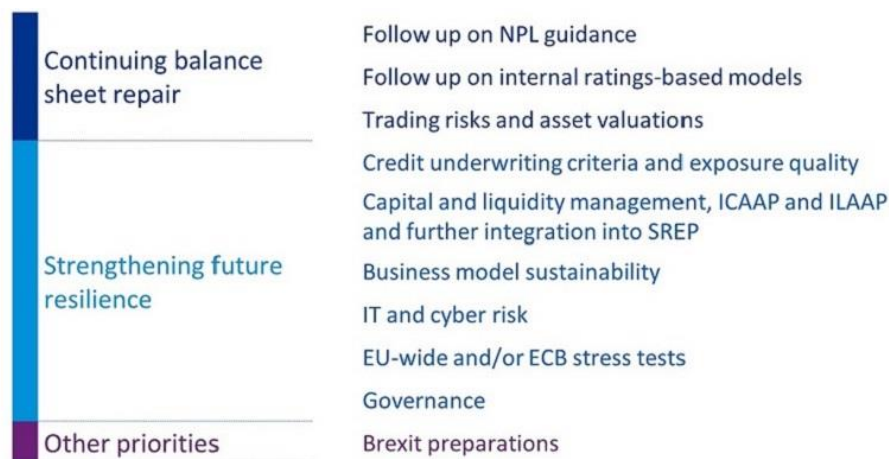 Continuing balance
sheet repair
Follow up on NPL guidance
Follow up on internal ratings-based models
Trading risks and asset valuations
Strengthening future
resilience
Credit underwriting criteria and exposure quality
Capital and liquidity management, ICAAP and ILAAP
and further integration into SREP
Business model sustainability
IT and cyber risk
EU-wide and/or ECB stress tests
Governance
Other priorities
Brexit preparations